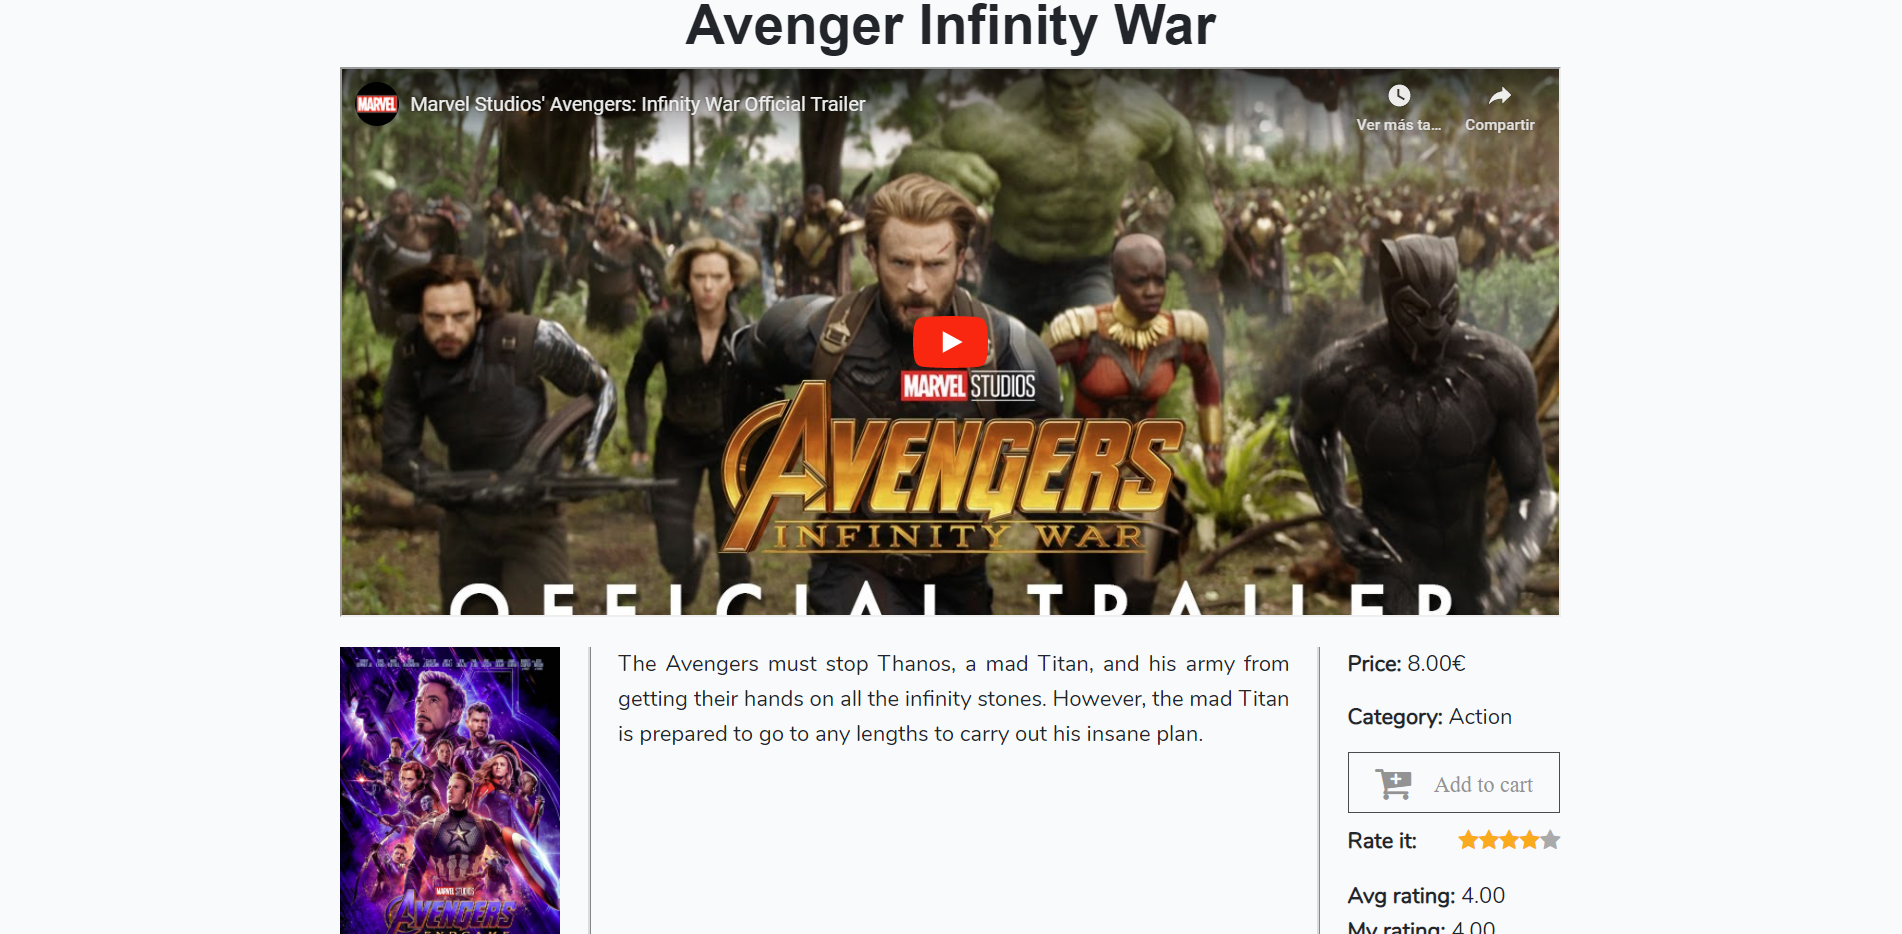 Avenger Infinity War
MARVEL
Marvel Studios' Avengers: Infinity War Official Trailer
Ver más ta...
Compartir
MARVEL STUDIOS
AVENGERS
INFINITY WAR
OFFICIAL TRAILER
MARVEL STUDIOS
AVENGERS
ENDGAME
The Avengers must stop Thanos, a mad Titan, and his army from
getting their hands on all the infinity stones. However, the mad Titan
is prepared to go to any lengths to carry out his insane plan.
Price: 8.00€
Category: Action
Add to cart
Rate it:
Avg rating: 4.00
My rating: 4.00